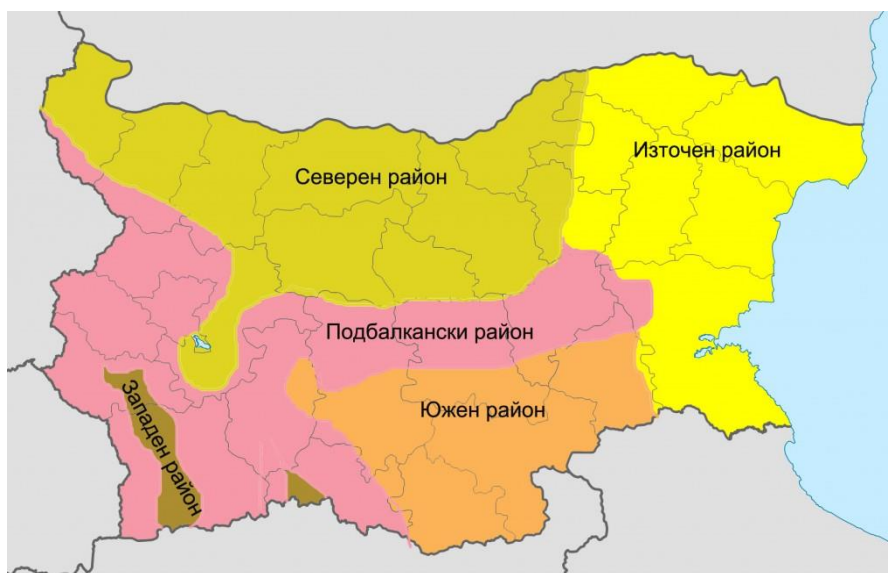 Северен район
Източен район
Подбалкански район
Южен район
Западен район